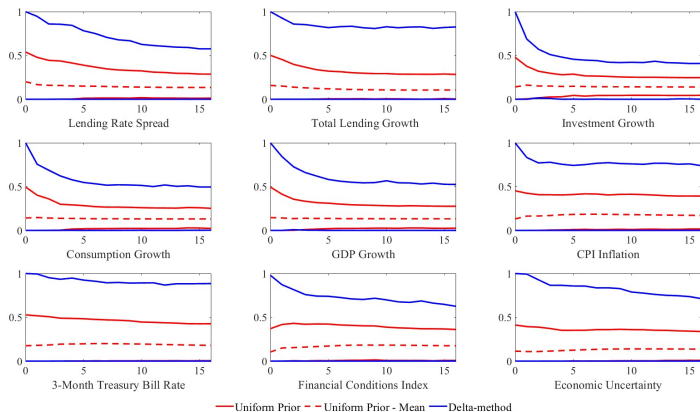 1
0.5
0
0 5 10 15
Lending Rate Spread
1
0.5
0
0 5 10 15
Total Lending Growth
1
0.5
0
0 5 10 15
Investment Growth
1
0.5
0
0 5 10 15
Consumption Growth
1
0.5
0
0 5 10 15
GDP Growth
1
0.5
0
0 5 10 15
CPI Inflation
1
0.5
0
0 5 10 15
3-Month Treasury Bill Rate
1
0.5
0
0 5 10 15
Financial Conditions Index
1
0.5
0
0 5 10 15
Economic Uncertainty
Uniform Prior Uniform Prior - Mean Delta-method